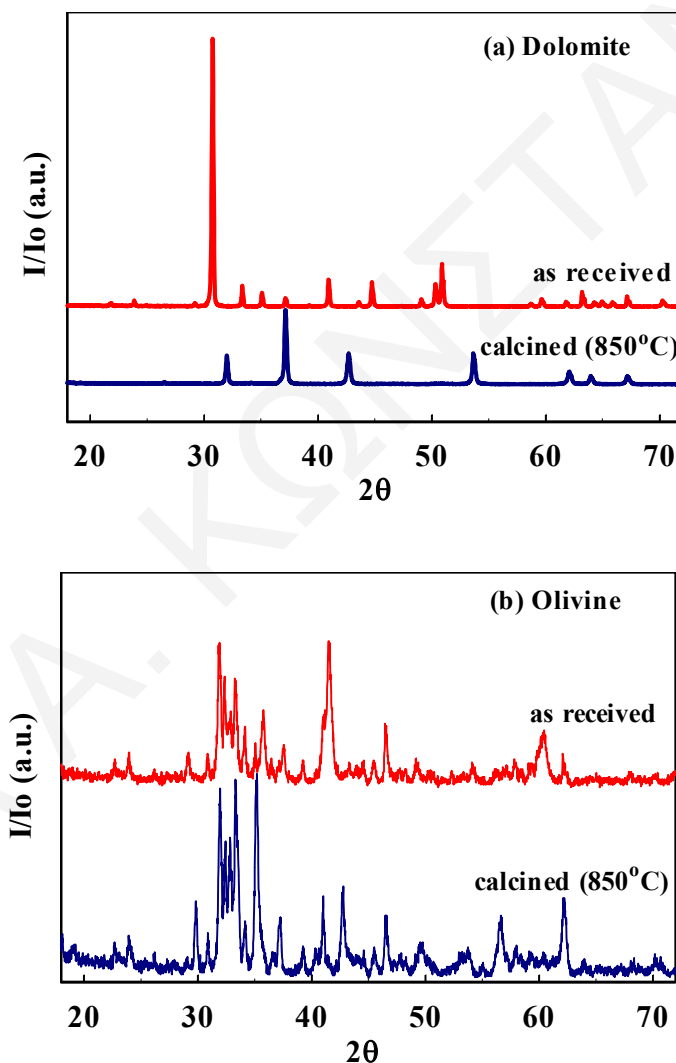 (a) Dolomite
I/Io (a.u.)
as received
calcined (850°C)
20 30 40 50 60 70
2θ
(b) Olivine
I/Io (a.u.)
as received
calcined (850°C)
20 30 40 50 60 70
2θ
Α. ΚΩΝΣΤΑ